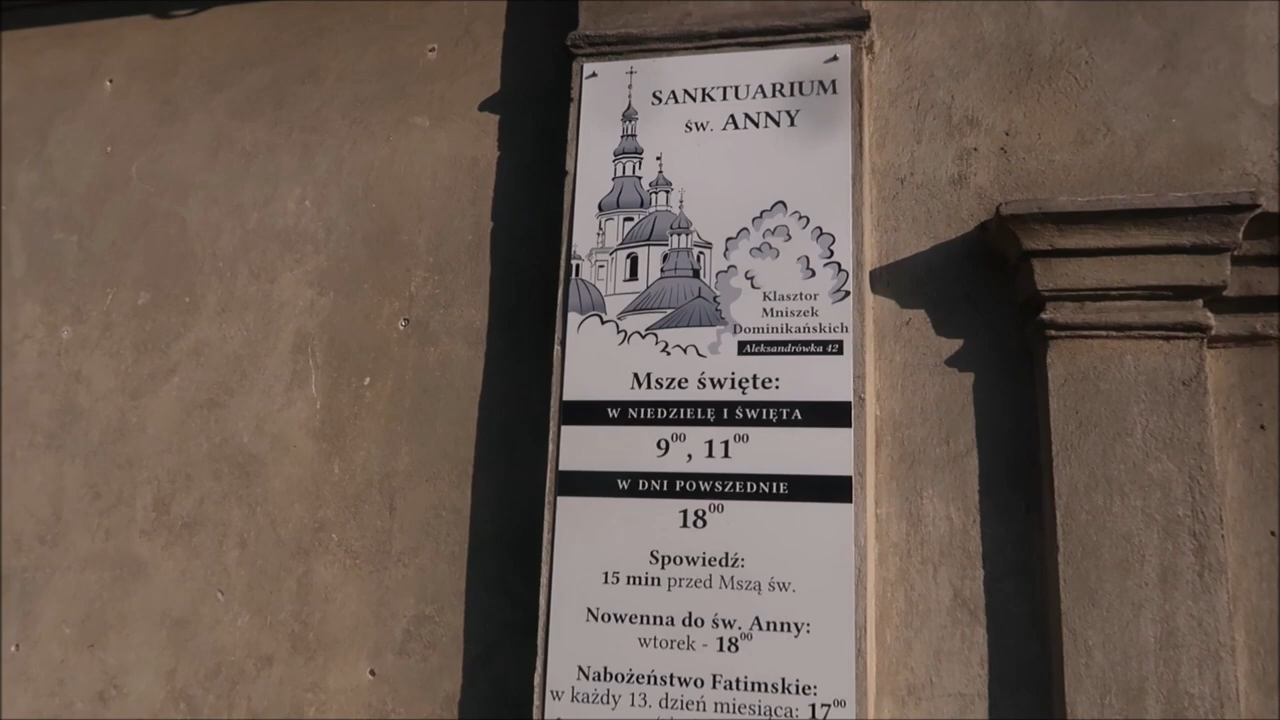 SANKTUARIUM
ŚW. ANNY
Klasztor
Mniszek
Dominikańskich
Aleksandrówka 42
Msze święte:
W NIEDZIELĘ I ŚWIĘTA
9⁰⁰, 11⁰⁰
W DNI POWSZEDNIE
18⁰⁰
Spowiedź:
15 min przed Mszą św.
Nowenna do św. Anny:
wtorek - 18⁰⁰
Nabożeństwo Fatimskie:
w każdy 13. dzień miesiąca: 17⁰⁰